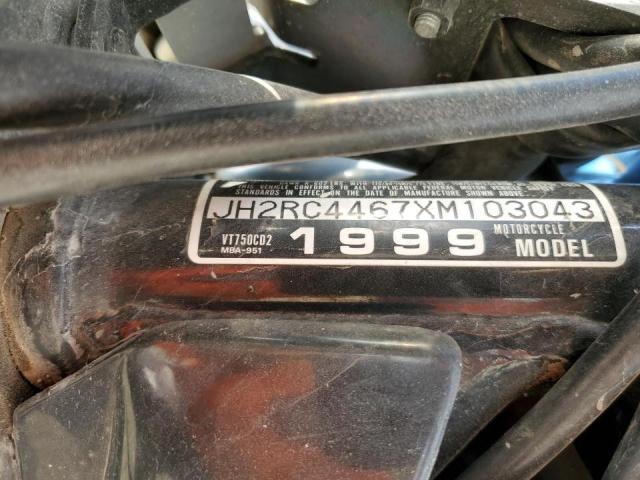 THIS VEHICLE CONFORMS TO ALL APPLICABLE FEDERAL MOTOR VEHICLE SAFETY
STANDARDS IN EFFECT ON THE DATE OF MANUFACTURE SHOWN ABOVE.
JH2RC4467XM103043
VT750CD2
MBA-951
1999
MOTORCYCLE
MODEL